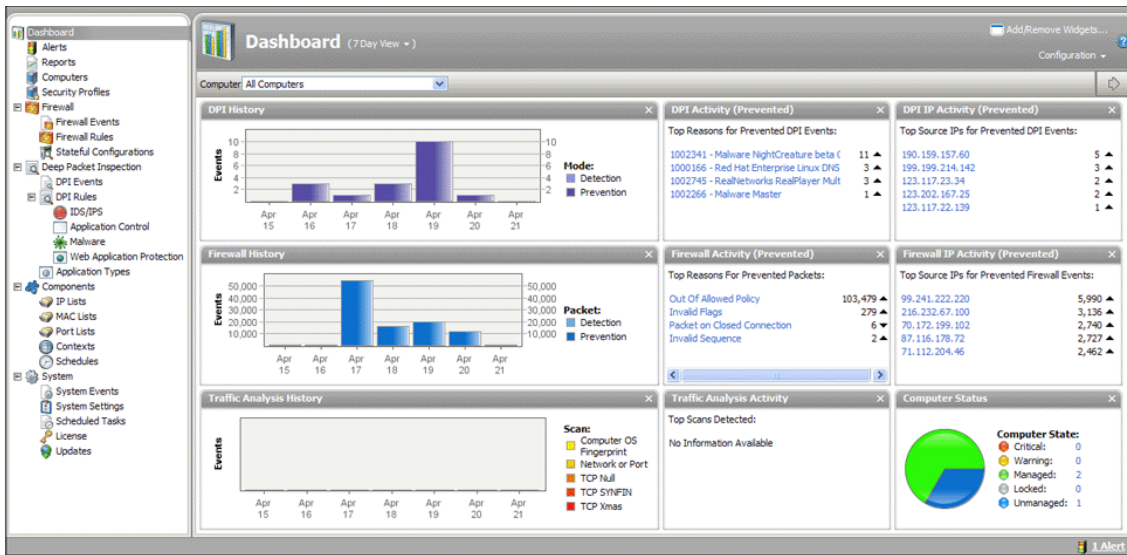 Dashboard
Alerts
Reports
Computers
Security Profiles
Firewall
Firewall Events
Firewall Rules
Stateful Configurations
Deep Packet Inspection
DPI Events
DPI Rules
IDS/IPS
Application Control
Malware
Web Application Protection
Application Types
Components
IP Lists
MAC Lists
Port Lists
Contexts
Schedules
System
System Events
System Settings
Scheduled Tasks
License
Updates
Dashboard (7 Day View)
Add/Remove Widgets...
Configuration
Computer All Computers
DPI History
Events
10 8 6 4 2
10 8 6 4 2
Apr 15 Apr 16 Apr 17 Apr 18 Apr 19 Apr 20 Apr 21
Mode:
Detection
Prevention
DPI Activity (Prevented)
Top Reasons for Prevented DPI Events:
1002341 - Malware NightCreature beta ( 11
1000166 - Red Hat Enterprise Linux DNS 3
1002745 - RealNetworks RealPlayer Mult 3
1002266 - Malware Master 1
DPI IP Activity (Prevented)
Top Source IPs for Prevented DPI Events:
190.159.157.60 5
199.199.214.142 3
123.117.23.34 2
123.202.167.25 2
123.117.22.139 1
Firewall History
Events
50,000 40,000 30,000 20,000 10,000
50,000 40,000 30,000 20,000 10,000
Apr 15 Apr 16 Apr 17 Apr 18 Apr 19 Apr 20 Apr 21
Packet:
Detection
Prevention
Firewall Activity (Prevented)
Top Reasons For Prevented Packets:
Out Of Allowed Policy 103,479
Invalid Flags 279
Packet on Closed Connection 6
Invalid Sequence 2
Firewall IP Activity (Prevented)
Top Source IPs for Prevented Firewall Events:
99.241.222.220 5,990
216.232.67.100 3,136
70.172.199.102 2,740
87.116.178.72 2,727
71.112.204.46 2,462
Traffic Analysis History
Events
Apr 15 Apr 16 Apr 17 Apr 18 Apr 19 Apr 20 Apr 21
Scan:
Computer OS
Fingerprint
Network or Port
TCP Null
TCP SYNFIN
TCP Xmas
Traffic Analysis Activity
Top Scans Detected:
No Information Available
Computer Status
Computer State:
Critical: 0
Warning: 0
Managed: 2
Locked: 0
Unmanaged: 1
1 Alert